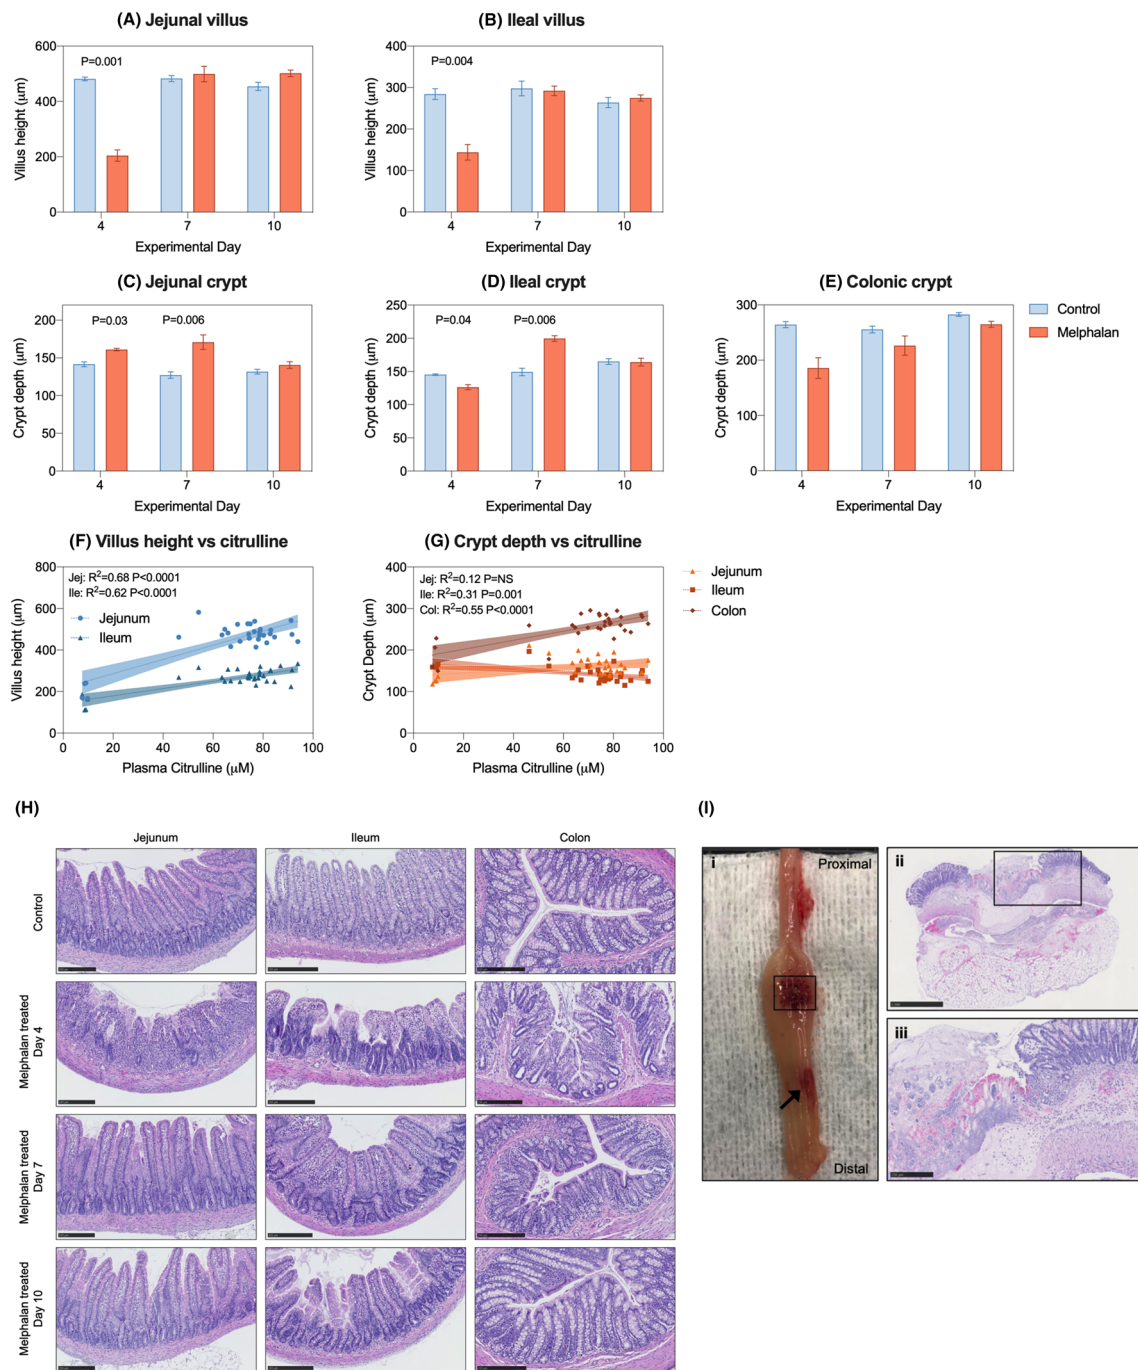 (A) Jejunal villus
600
400
200
0
Villus height (μm)
P=0.001
4 7 10
Experimental Day
(B) Ileal villus
400
300
200
100
0
Villus height (μm)
P=0.004
4 7 10
Experimental Day
(C) Jejunal crypt
200
150
100
50
0
Crypt depth (μm)
P=0.03 P=0.006
4 7 10
Experimental Day
(D) Ileal crypt
250
200
150
100
50
0
Crypt depth (μm)
P=0.04 P=0.006
4 7 10
Experimental Day
(E) Colonic crypt
300
200
300
0
Crypt depth (μm)
4 7 10
Experimental Day
Control
Melphalan
(F) Villus height vs citrulline
800
600
400
200
0
Villus height (μm)
Jej: R²=0.68 P<0.0001
Ile: R²=0.62 P<0.0001
Jejunum
Ileum
0 20 40 60 80 100
Plasma Citrulline (μM)
(G) Crypt depth vs citrulline
400
300
200
100
0
Crypt Depth (μm)
Jej: R²=0.12 P=NS
Ile: R²=0.31 P=0.001
Col: R²=0.55 P<0.0001
0 20 40 60 80 100
Plasma Citrulline (μM)
Jejunum
Ileum
Colon
(H)
Jejunum Ileum Colon
Control
Melphalan treated
Day 4
Melphalan treated
Day 7
Melphalan treated
Day 10
(I)
i
Proximal
Distal
ii
iii